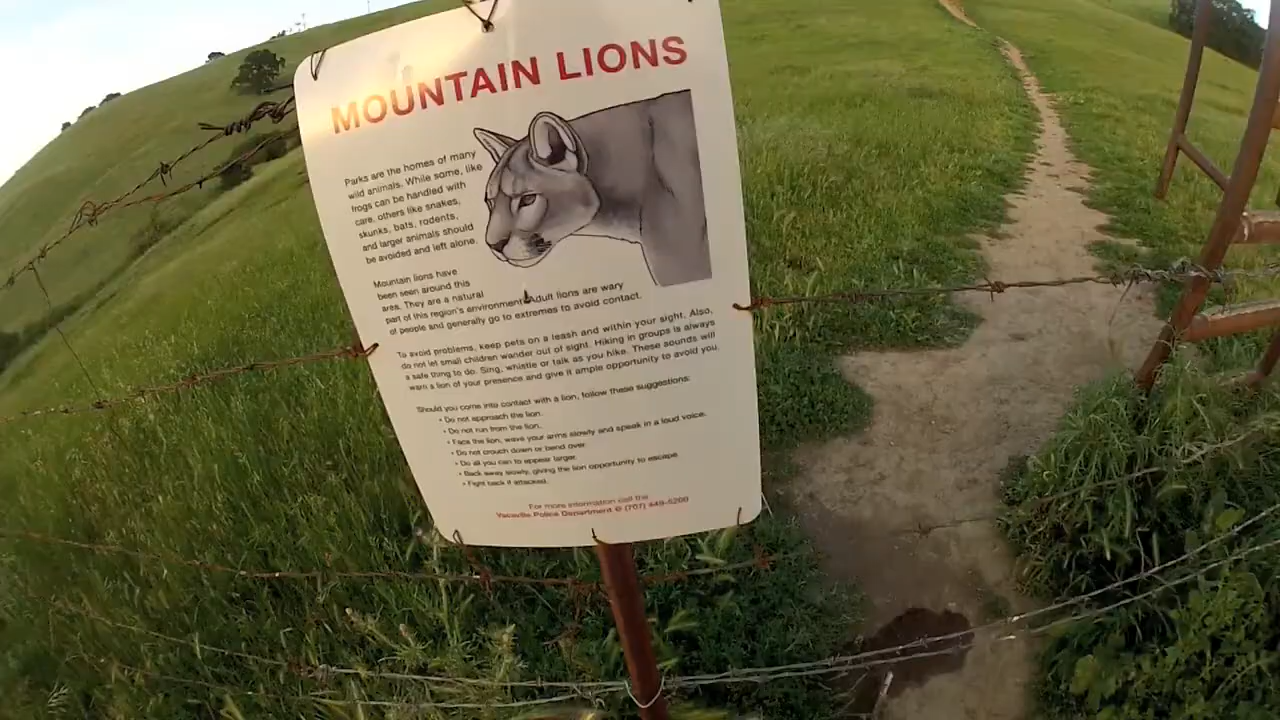 MOUNTAIN LIONS
Parks are the homes of many
wild animals. While some, like
frogs can be handled with
care, others like snakes,
skunks, bats, rodents,
and larger animals should
be avoided and left alone.
Mountain lions have
been seen around this
area. They are a natural
part of this region's environment. Adult lions are wary
of people and generally go to extremes to avoid contact.
To avoid problems, keep pets on a leash and within your sight. Also,
do not let small children wander out of sight. Hiking in groups is always
a safe thing to do. Sing, whistle or talk as you hike. These sounds will
warn a lion of your presence and give it ample opportunity to avoid you.
Should you come into contact with a lion, follow these suggestions:
• Do not approach the lion.
• Do not run from the lion.
• Face the lion, wave your arms slowly and speak in a loud voice.
• Do not crouch down or bend over.
• Do all you can to appear larger.
• Back away slowly, giving the lion opportunity to escape.
• Fight back if attacked.
For more information call the
Vacaville Police Department @ (707) 449-5200